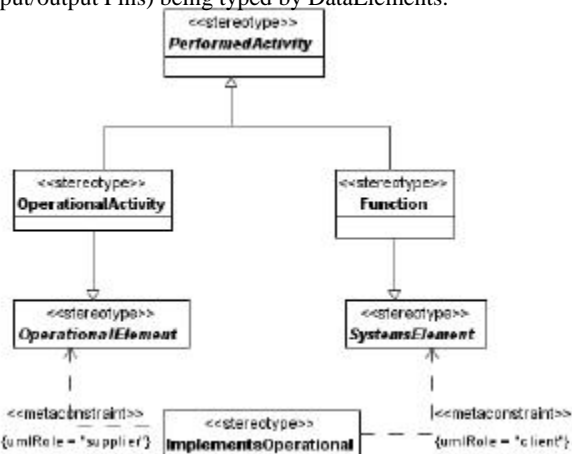 put/output Pins) being typed by DataElements.
<<stereotype>>
PerformedActivity
<<stereotype>>
OperationalActivity
<<stereotype>>
Function
<<stereotype>>
OperationalElement
<<stereotype>>
SystemsElement
<<metaconstraint>>
{umlRole = "supplier"}
<<stereotype>>
ImplementsOperational
<<metaconstraint>>
{umlRole = "client"}